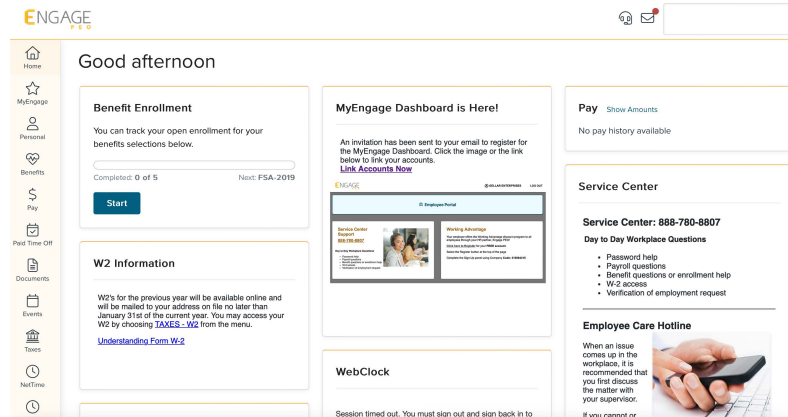 ENGAGE
PEO
Home
MyEngage
Personal
Benefits
Pay
Paid Time Off
Documents
Events
Taxes
NetTime
Good afternoon
Benefit Enrollment
You can track your open enrollment for your
benefits selections below.
Completed: 0 of 5
Next: FSA-2019
Start
W2 Information
W2's for the previous year will be available online and
will be mailed to your address on file no later than
January 31st of the current year. You may access your
W2 by choosing TAXES - W2 from the menu.
Understanding Form W-2
MyEngage Dashboard is Here!
An invitation has been sent to your email to register for
the MyEngage Dashboard. Click the image or the link
below to link your accounts.
Link Accounts Now
ENGAGE
LOG OUT
Employee Portal
Service Center
Support
888-780-8807
Working Advantage
WebClock
Session timed out. You must sign out and sign back in to
Pay Show Amounts
No pay history available
Service Center
Service Center: 888-780-8807
Day to Day Workplace Questions
• Password help
• Payroll questions
• Benefit questions or enrollment help
• W-2 access
• Verification of employment request
Employee Care Hotline
When an issue
comes up in the
workplace, it is
recommended that
you first discuss
the matter with
your supervisor.
If you cannot or